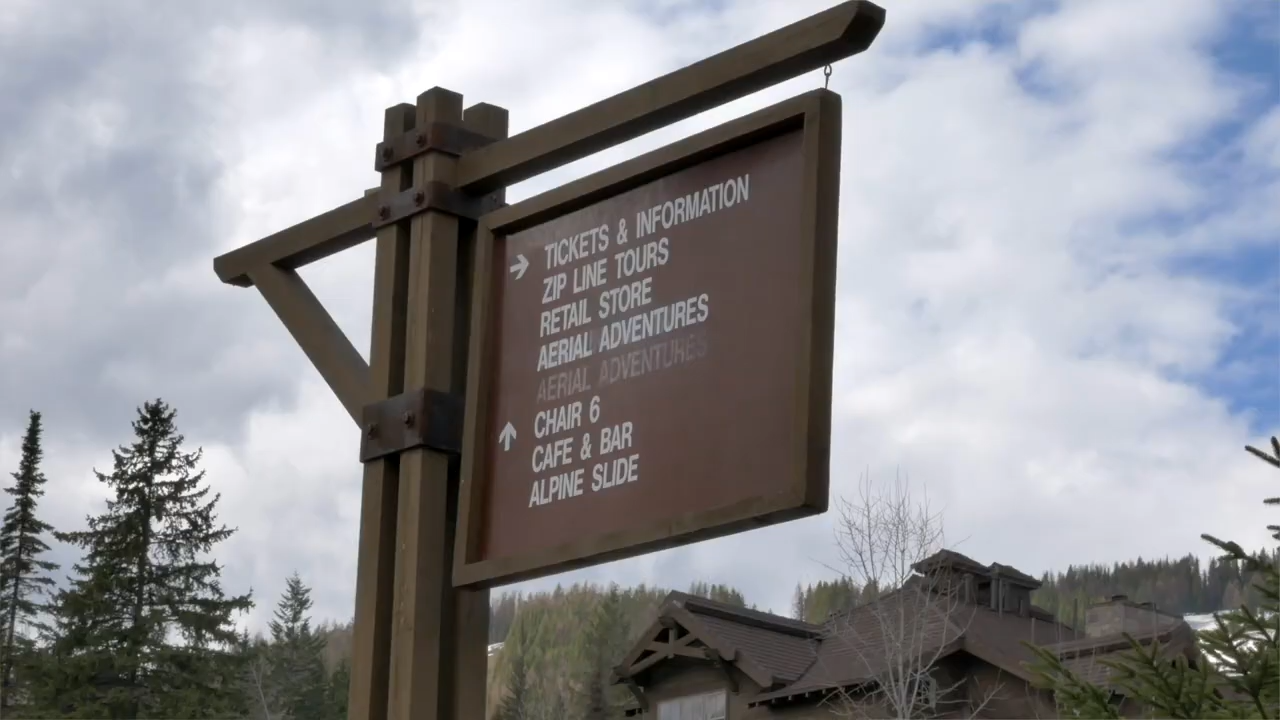 → TICKETS & INFORMATION
ZIP LINE TOURS
RETAIL STORE
AERIAL ADVENTURES
AERIAL ADVENTURES
CHAIR 6
↑ CAFE & BAR
ALPINE SLIDE